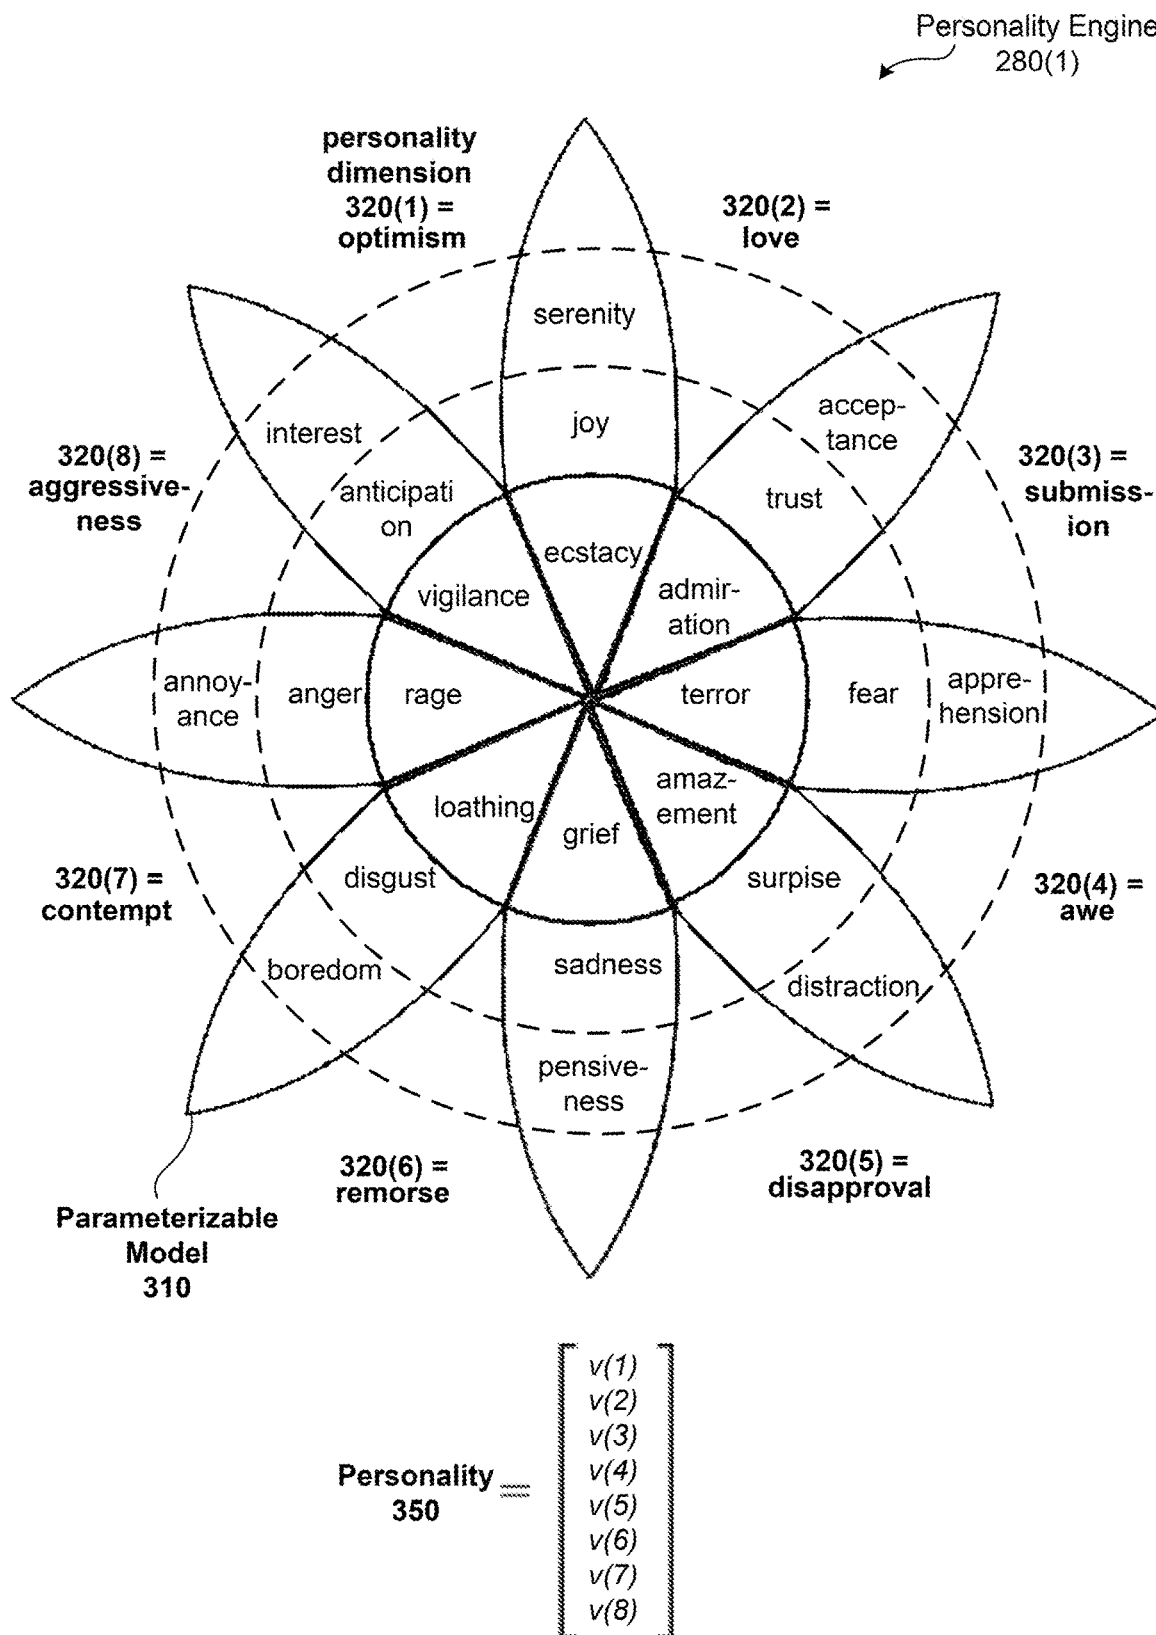 Personality Engine
280(1)
personality
dimension
320(1) =
optimism
320(2) =
love
serenity
joy
interest
anticipati
on
accep-
tance
trust
320(8) =
aggressive-
ness
320(3) =
submiss-
ion
ecstacy
vigilance
admir-
ation
annoy-
ance
anger
rage
terror
fear
appre-
hension
loathing
grief
amaz-
ement
disgust
surpise
320(7) =
contempt
320(4) =
awe
boredom
sadness
distraction
pensive-
ness
320(6) =
remorse
320(5) =
disapproval
Parameterizable
Model
310
Personality
350
=
v(1)
v(2)
v(3)
v(4)
v(5)
v(6)
v(7)
v(8)